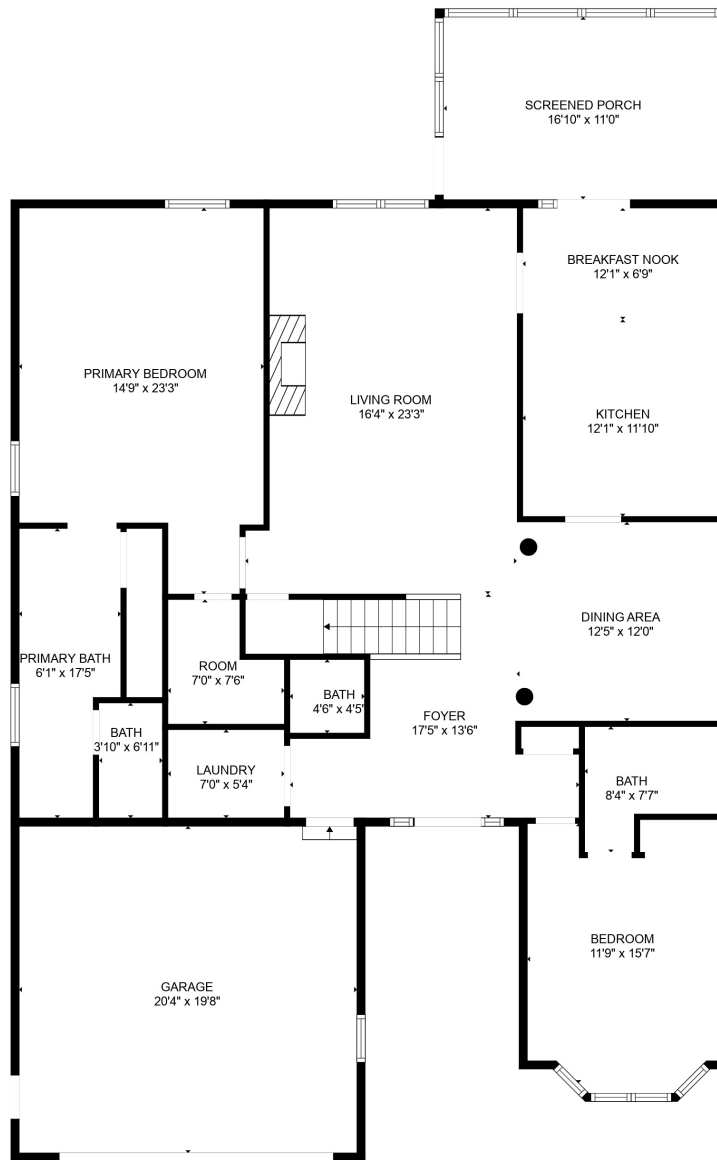 SCREENED PORCH
16'10" x 11'0"
BREAKFAST NOOK
12'1" x 6'9"
PRIMARY BEDROOM
14'9" x 23'3"
LIVING ROOM
16'4" x 23'3"
KITCHEN
12'1" x 11'10"
DINING AREA
12'5" x 12'0"
PRIMARY BATH
6'1" x 17'5"
ROOM
7'0" x 7'6"
BATH
4'6" x 4'5"
FOYER
17'5" x 13'6"
BATH
3'10" x 6'11"
LAUNDRY
7'0" x 5'4"
BATH
8'4" x 7'7"
BEDROOM
11'9" x 15'7"
GARAGE
20'4" x 19'8"